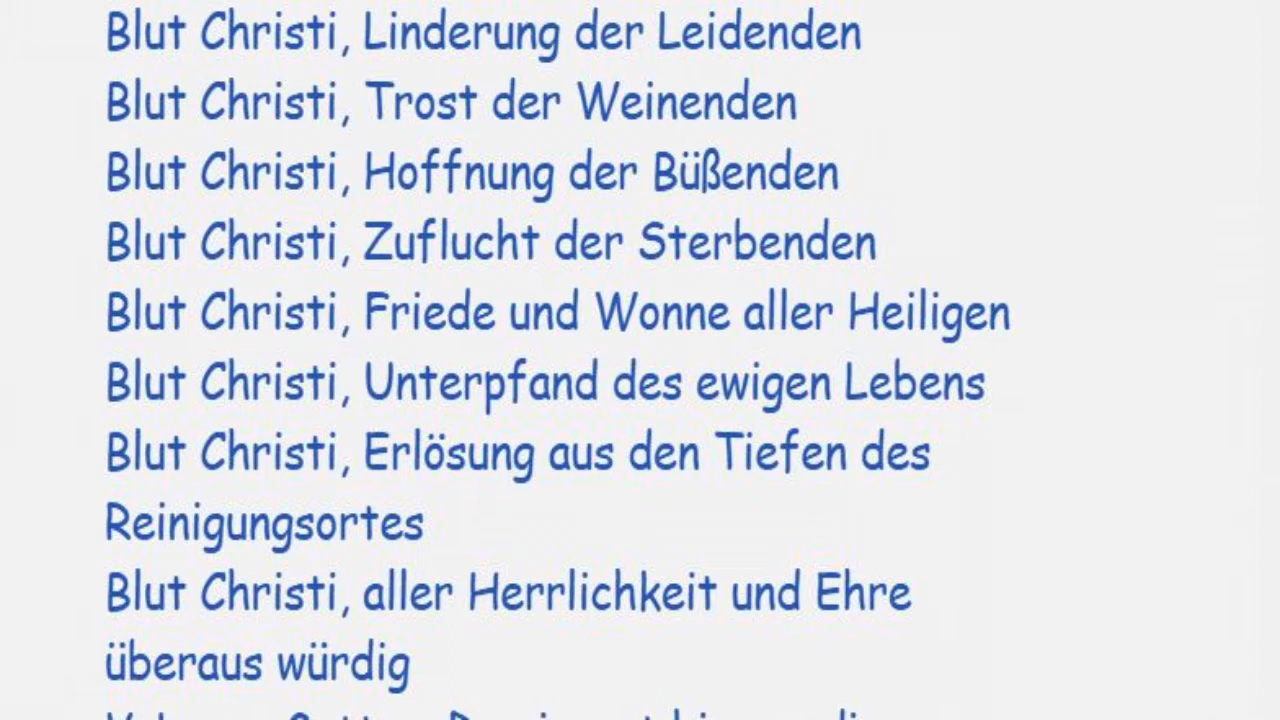 Blut Christi, Linderung der Leidenden
Blut Christi, Trost der Weinenden
Blut Christi, Hoffnung der Büßenden
Blut Christi, Zuflucht der Sterbenden
Blut Christi, Friede und Wonne aller Heiligen
Blut Christi, Unterpfand des ewigen Lebens
Blut Christi, Erlösung aus den Tiefen des
Reinigungsortes
Blut Christi, aller Herrlichkeit und Ehre
überaus würdig